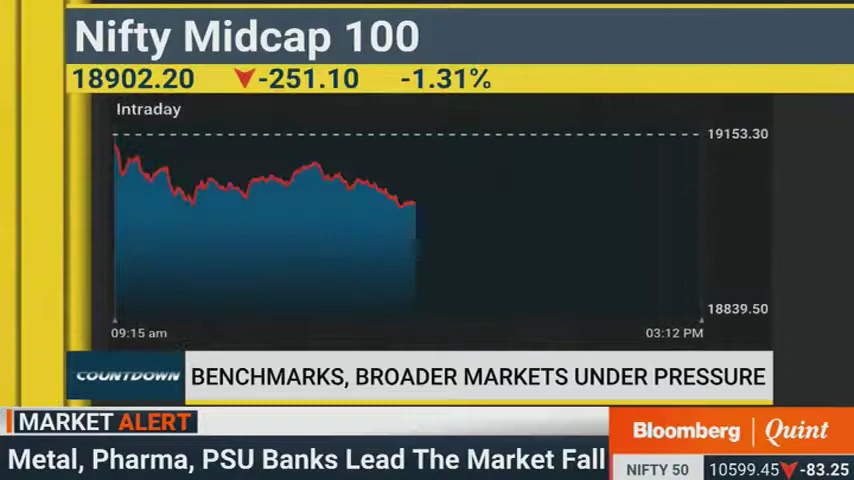 Nifty Midcap 100
18902.20 -251.10 -1.31%
Intraday
19153.30
18839.50
09:15 am 03:12 PM
COUNTDOWN
BENCHMARKS, BROADER MARKETS UNDER PRESSURE
MARKET ALERT
Bloomberg | Quint
Metal, Pharma, PSU Banks Lead The Market Fall
NIFTY 50 10599.45 -83.25